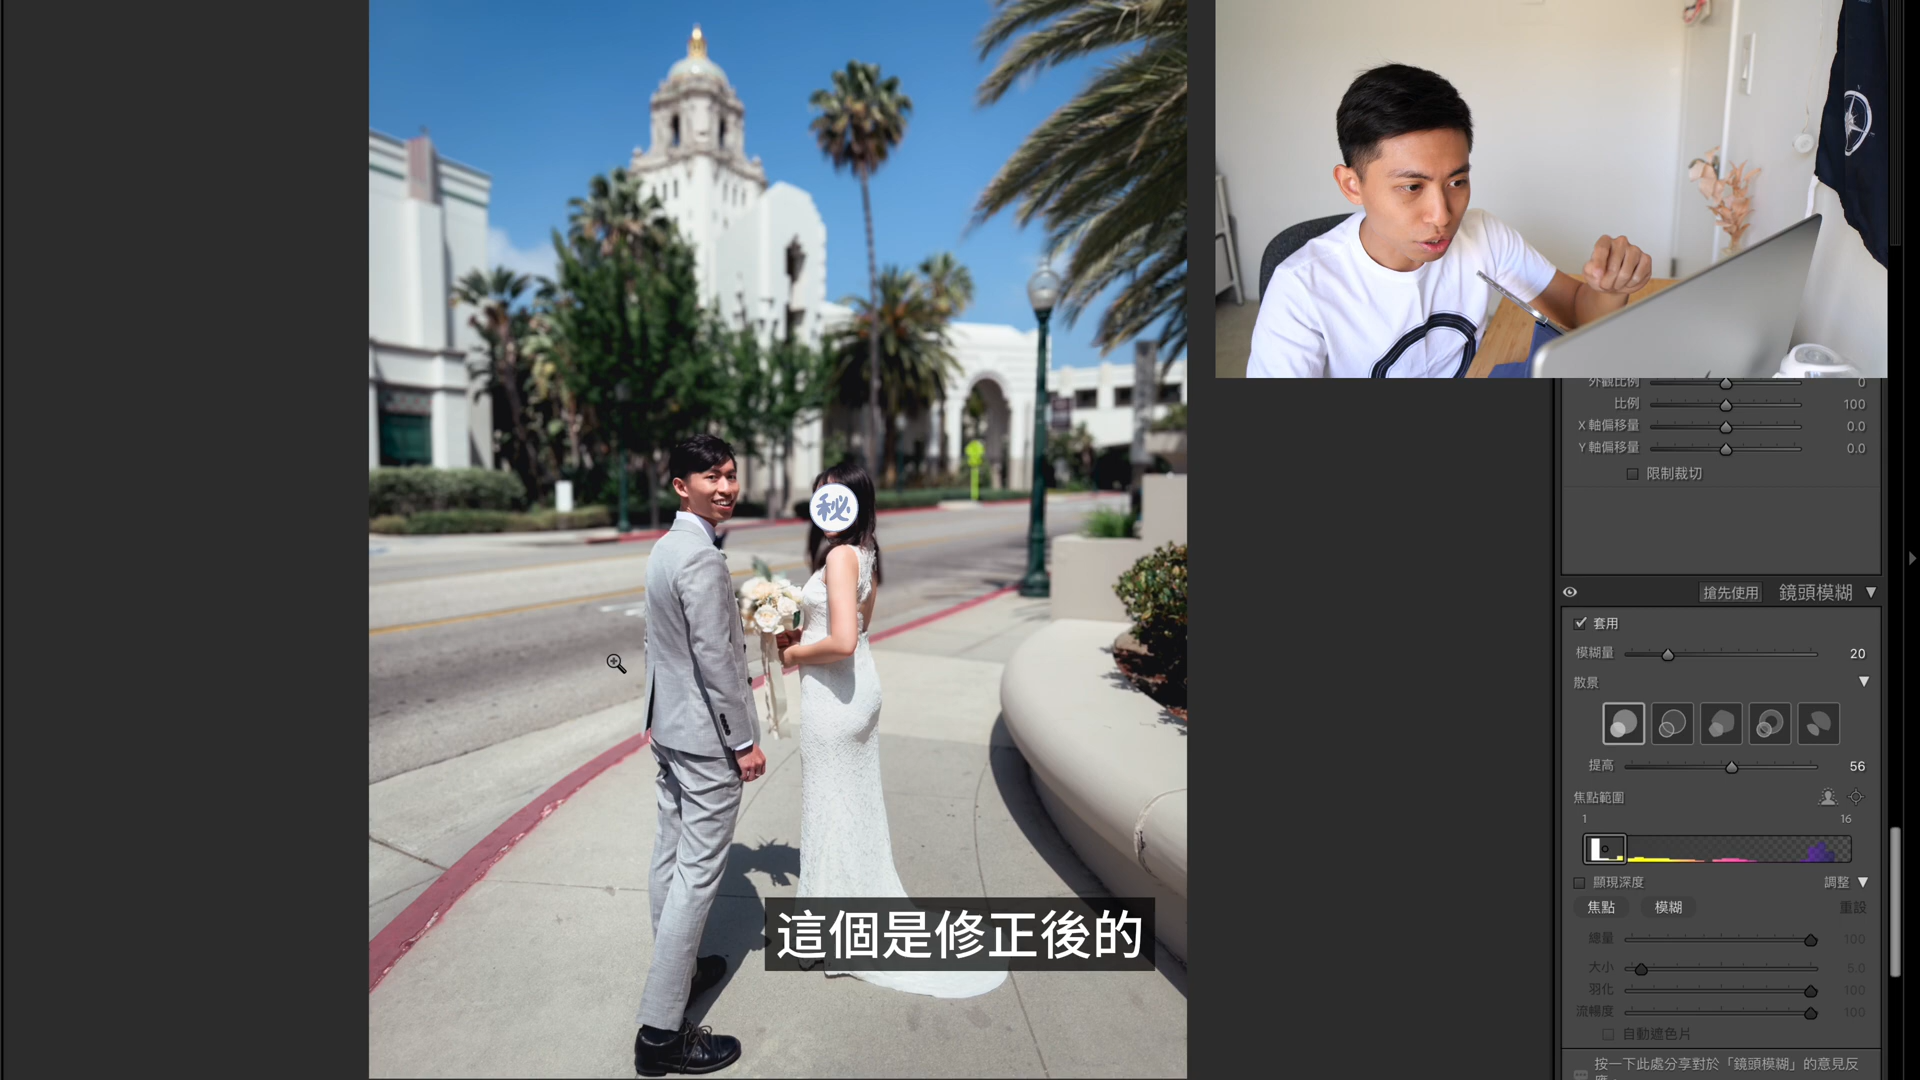 外觀比例 0
比例 100
X 軸偏移量 0.0
Y 軸偏移量 0.0
限制裁切
搶先使用 鏡頭模糊
套用
模糊量 20
散景
提高 56
焦點範圍
1 16
顯現深度 調整
焦點 模糊 重設
總量 100
大小 5.0
羽化 100
流暢度 100
自動遮色片
按一下此處分享對於「鏡頭模糊」的意見反
秘
這個是修正後的